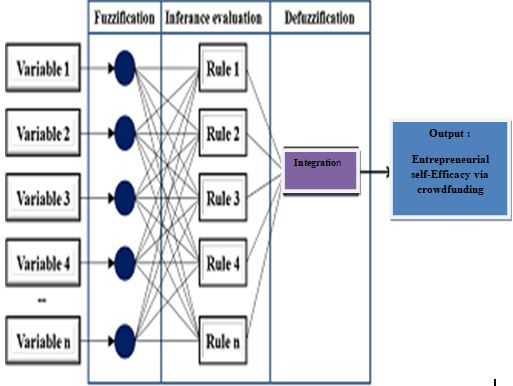 Fuzzification Inferance evaluation Defuzzification
Variable 1
Rule 1
Variable 2
Rule 2
Variable 3
Rule 3
Variable 4
Rule 4
--
Variable n
Rule n
Integration
Output :
Entrepreneurial
self-Efficacy via
crowdfunding